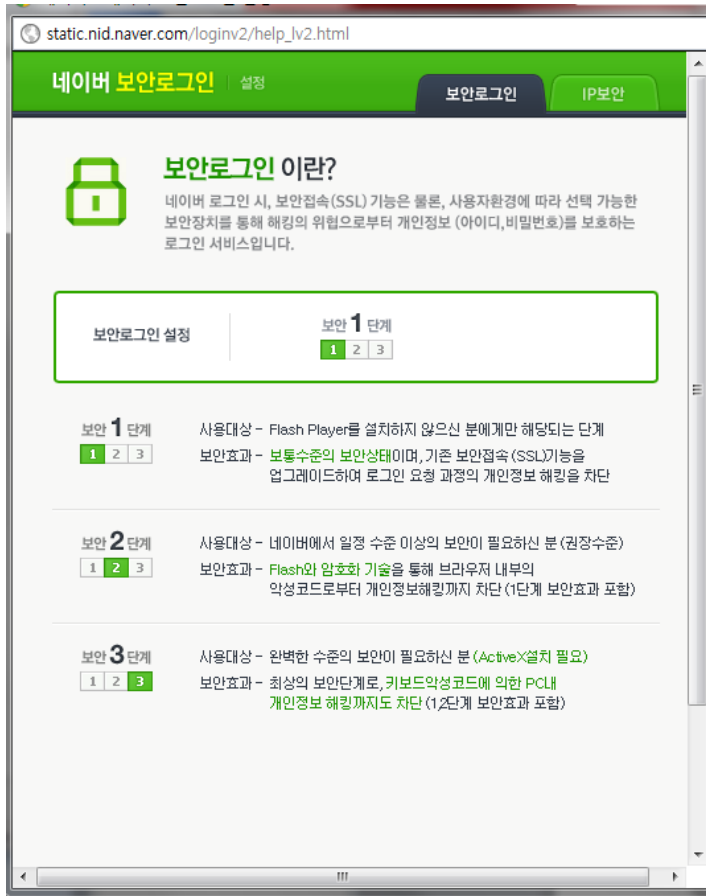 static.nid.naver.com/loginv2/help_lv2.html
네이버 보안로그인 설정
보안로그인
IP보안
보안로그인 이란?
네이버 로그인 시, 보안접속(SSL) 기능은 물론, 사용자환경에 따라 선택 가능한
보안장치를 통해 해킹의 위협으로부터 개인정보 (아이디,비밀번호)를 보호하는
로그인 서비스입니다.
보안로그인 설정
보안 1 단계
1 2 3
보안 1 단계
1 2 3
사용대상 - Flash Player를 설치하지 않으신 분에게만 해당되는 단계
보안효과 - 보통수준의 보안상태이며, 기존 보안접속(SSL)기능을
업그레이드하여 로그인 요청 과정의 개인정보 해킹을 차단
보안 2 단계
1 2 3
사용대상 - 네이버에서 일정 수준 이상의 보안이 필요하신 분 (권장수준)
보안효과 - Flash와 암호화 기술을 통해 브라우저 내부의
악성코드로부터 개인정보해킹까지 차단 (1단계 보안효과 포함)
보안 3 단계
1 2 3
사용대상 - 완벽한 수준의 보안이 필요하신 분 (ActiveX설치 필요)
보안효과 - 최상의 보안단계로, 키보드악성코드에 의한 PC내
개인정보 해킹까지도 차단 (1,2단계 보안효과 포함)